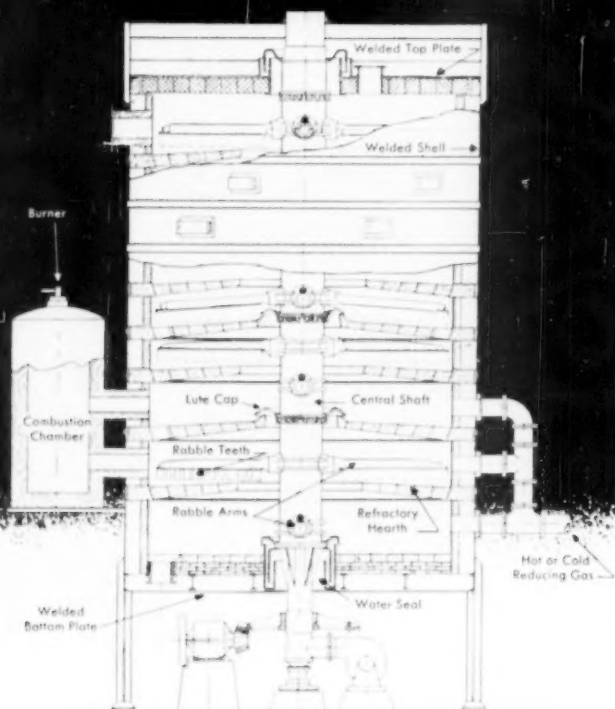 Welded Top Plate
Welded Shell
Burner
Combustion
Chamber
Lute Cap
Central Shaft
Rabble Teeth
Rabble Arms
Refractory
Hearth
Hot or Cold
Reducing Gas
Welded
Bottom Plate
Water Seal